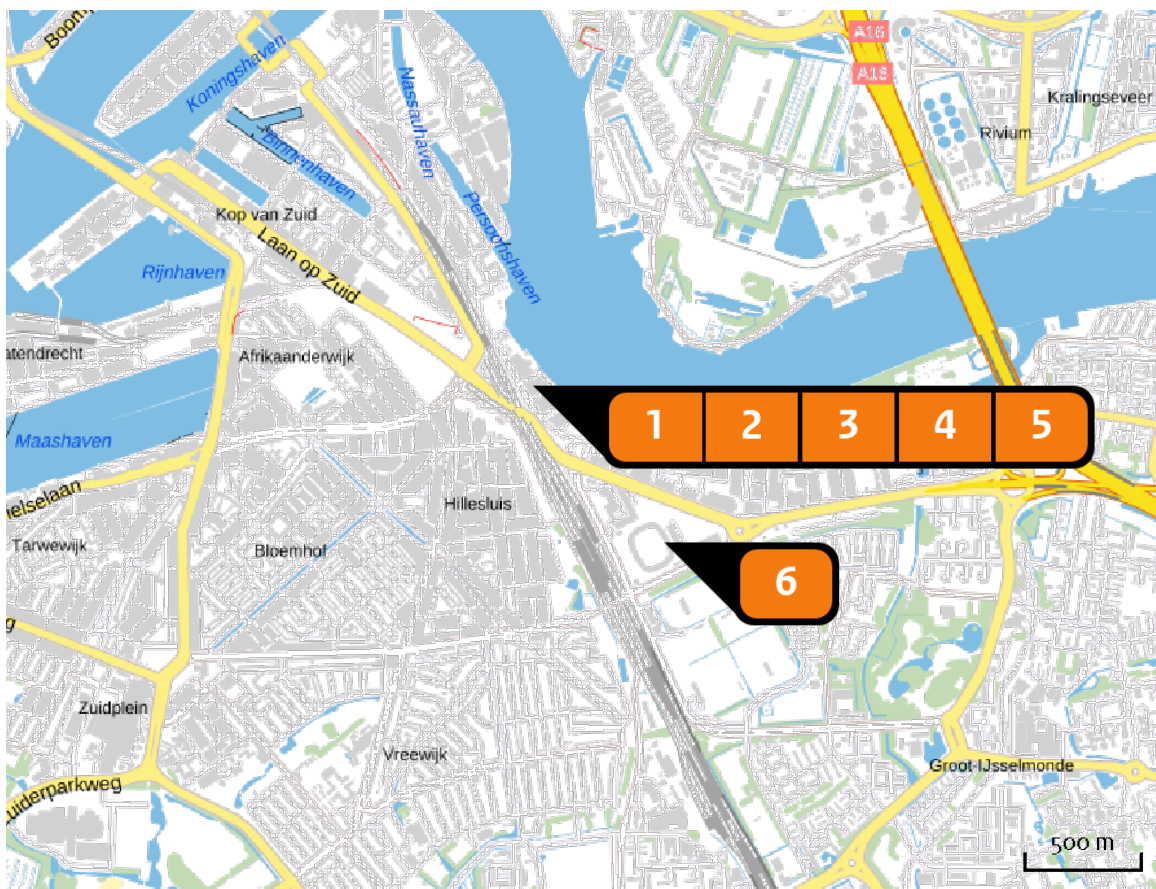 Boom
A16
A16
Koningshaven
Nassauhaven
Kralingseveer
Rivium
Binnenhaven
Persoonshaven
Kop van Zuid
Laan op Zuid
Rijnhaven
atendrecht
Afrikaanderwijk
1 2 3 4 5
Maashaven
elselaan
Hillesluis
Tarwewijk
Bloemhof
6
g
Zuidplein
Vreewijk
Groot-IJsselmonde
uiderparkweg
500 m